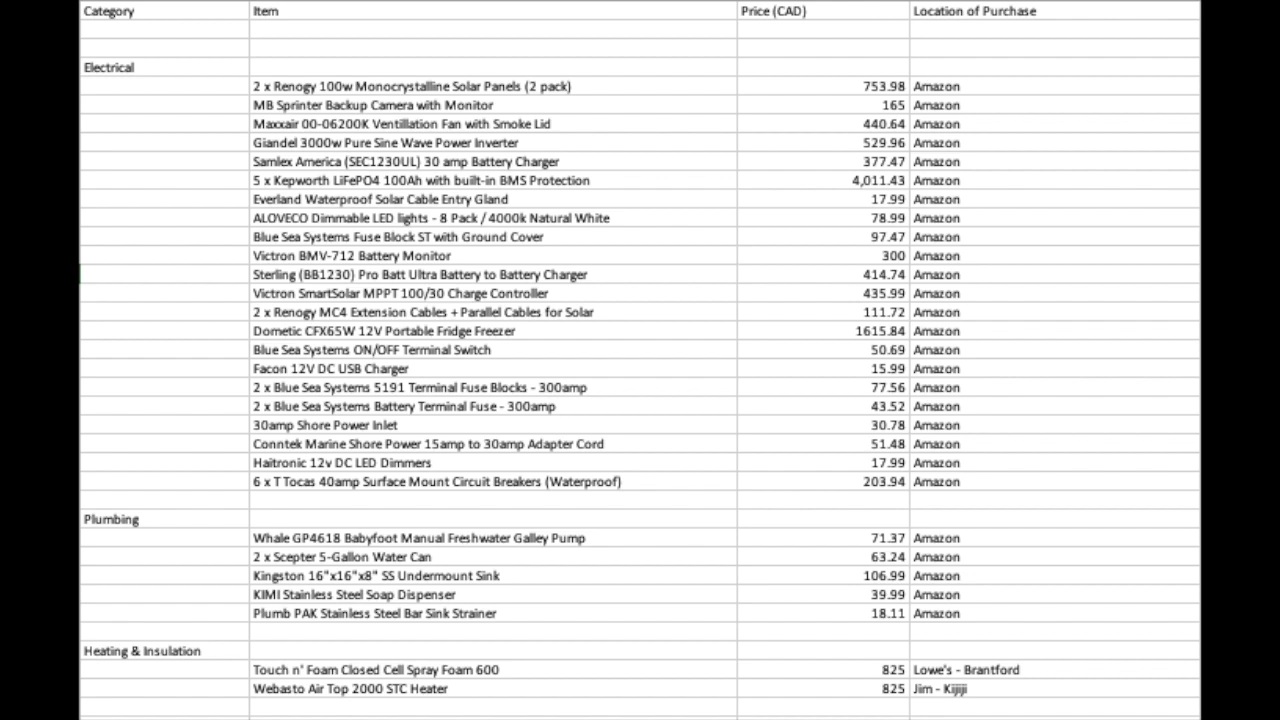 Category Item Price (CAD) Location of Purchase
Electrical
2 x Renogy 100w Monocrystalline Solar Panels (2 pack) 753.98 Amazon
MB Sprinter Backup Camera with Monitor 165 Amazon
Maxxair 00-06200K Ventillation Fan with Smoke Lid 440.64 Amazon
Giandel 3000w Pure Sine Wave Power Inverter 529.96 Amazon
Samlex America (SEC1230UL) 30 amp Battery Charger 377.47 Amazon
5 x Kepworth LiFePO4 100Ah with built-in BMS Protection 4,011.43 Amazon
Everland Waterproof Solar Cable Entry Gland 17.99 Amazon
ALOVECO Dimmable LED lights - 8 Pack / 4000k Natural White 78.99 Amazon
Blue Sea Systems Fuse Block ST with Ground Cover 97.47 Amazon
Victron BMV-712 Battery Monitor 300 Amazon
Sterling (BB1230) Pro Batt Ultra Battery to Battery Charger 414.74 Amazon
Victron SmartSolar MPPT 100/30 Charge Controller 435.99 Amazon
2 x Renogy MC4 Extension Cables + Parallel Cables for Solar 111.72 Amazon
Dometic CFX65W 12V Portable Fridge Freezer 1615.84 Amazon
Blue Sea Systems ON/OFF Terminal Switch 50.69 Amazon
Facon 12V DC USB Charger 15.99 Amazon
2 x Blue Sea Systems 5191 Terminal Fuse Blocks - 300amp 77.56 Amazon
2 x Blue Sea Systems Battery Terminal Fuse - 300amp 43.52 Amazon
30amp Shore Power Inlet 30.78 Amazon
Conntek Marine Shore Power 15amp to 30amp Adapter Cord 51.48 Amazon
Haitronic 12v DC LED Dimmers 17.99 Amazon
6 x T Tocas 40amp Surface Mount Circuit Breakers (Waterproof) 203.94 Amazon
Plumbing
Whale GP4618 Babyfoot Manual Freshwater Galley Pump 71.37 Amazon
2 x Scepter 5-Gallon Water Can 63.24 Amazon
Kingston 16"x16"x8" SS Undermount Sink 106.99 Amazon
KIMI Stainless Steel Soap Dispenser 39.99 Amazon
Plumb PAK Stainless Steel Bar Sink Strainer 18.11 Amazon
Heating & Insulation
Touch n' Foam Closed Cell Spray Foam 600 825 Lowe's - Brantford
Webasto Air Top 2000 STC Heater 825 Jim - Kijiji